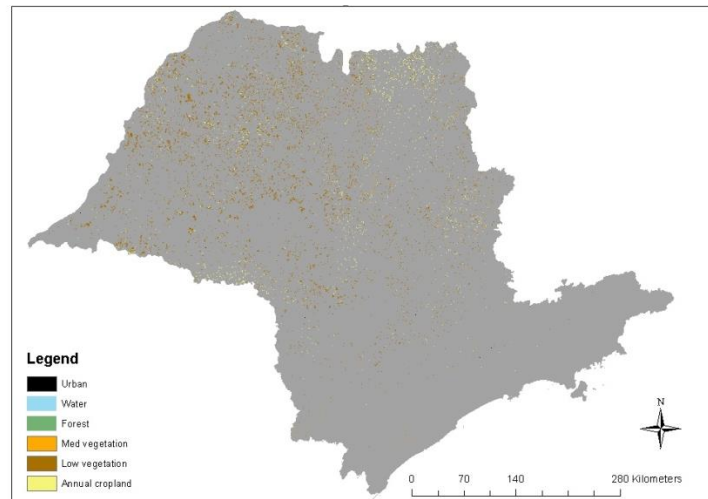 Legend
Urban
Water
Forest
Med vegetation
Low vegetation
Annual cropland
N
0 70 140 280 Kilometers